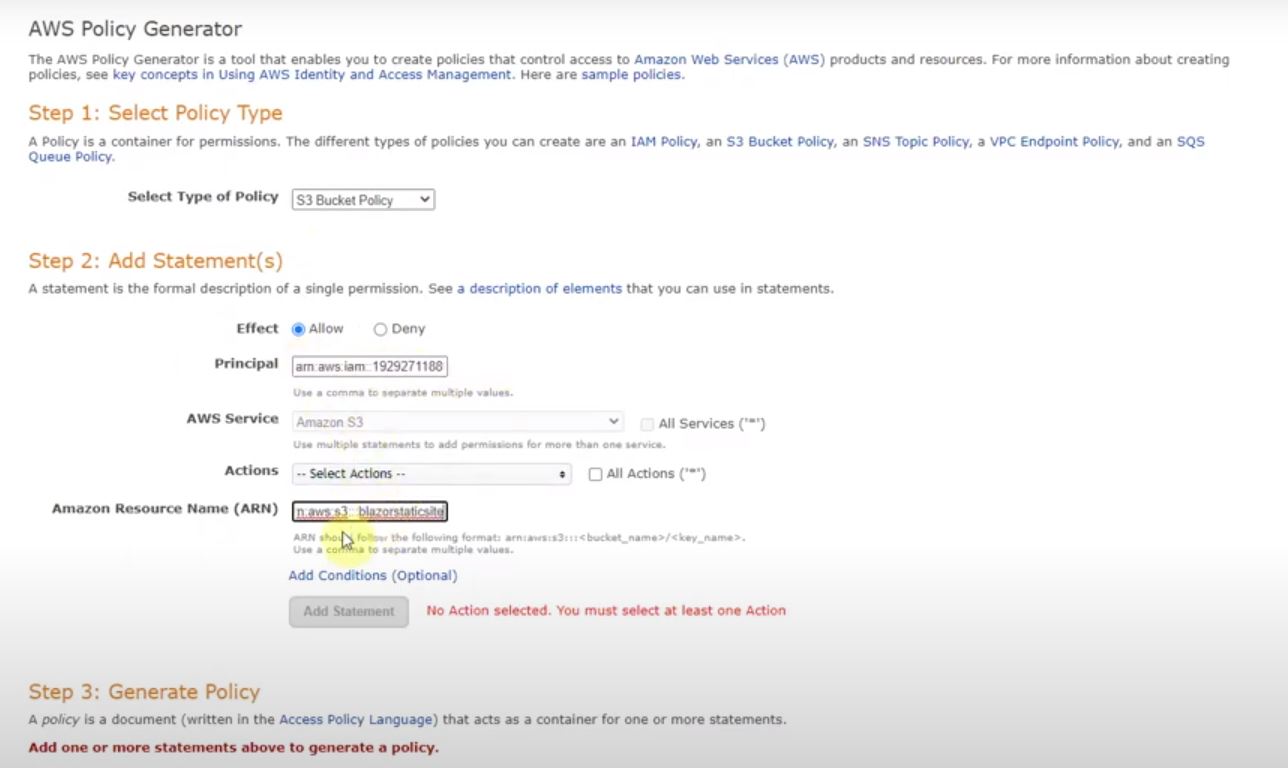 AWS Policy Generator
The AWS Policy Generator is a tool that enables you to create policies that control access to Amazon Web Services (AWS) products and resources. For more information about creating
policies, see key concepts in Using AWS Identity and Access Management. Here are sample policies.
Step 1: Select Policy Type
A Policy is a container for permissions. The different types of policies you can create are an IAM Policy, an S3 Bucket Policy, an SNS Topic Policy, a VPC Endpoint Policy, and an SQS
Queue Policy.
Select Type of Policy S3 Bucket Policy
Step 2: Add Statement(s)
A statement is the formal description of a single permission. See a description of elements that you can use in statements.
Effect Allow Deny
Principal arn:aws:iam::1929271188
Use a comma to separate multiple values.
AWS Service Amazon S3 All Services ('*')
Use multiple statements to add permissions for more than one service.
Actions -- Select Actions -- All Actions ('*')
Amazon Resource Name (ARN) n:aws:s3:::blazorstaticsite
ARN should follow the following format: arn:aws:s3:::<bucket_name>/<key_name>.
Use a comma to separate multiple values.
Add Conditions (Optional)
Add Statement No Action selected. You must select at least one Action
Step 3: Generate Policy
A policy is a document (written in the Access Policy Language) that acts as a container for one or more statements.
Add one or more statements above to generate a policy.